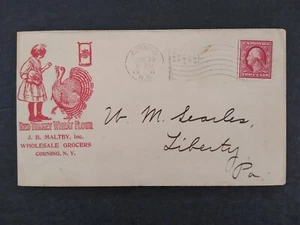 RED TURKEY WHEAT FLOUR
J. B. MALTBY, Inc.
WHOLESALE GROCERS
CORNING, N. Y.
W. M. Searles,
Liberty,
Pa.